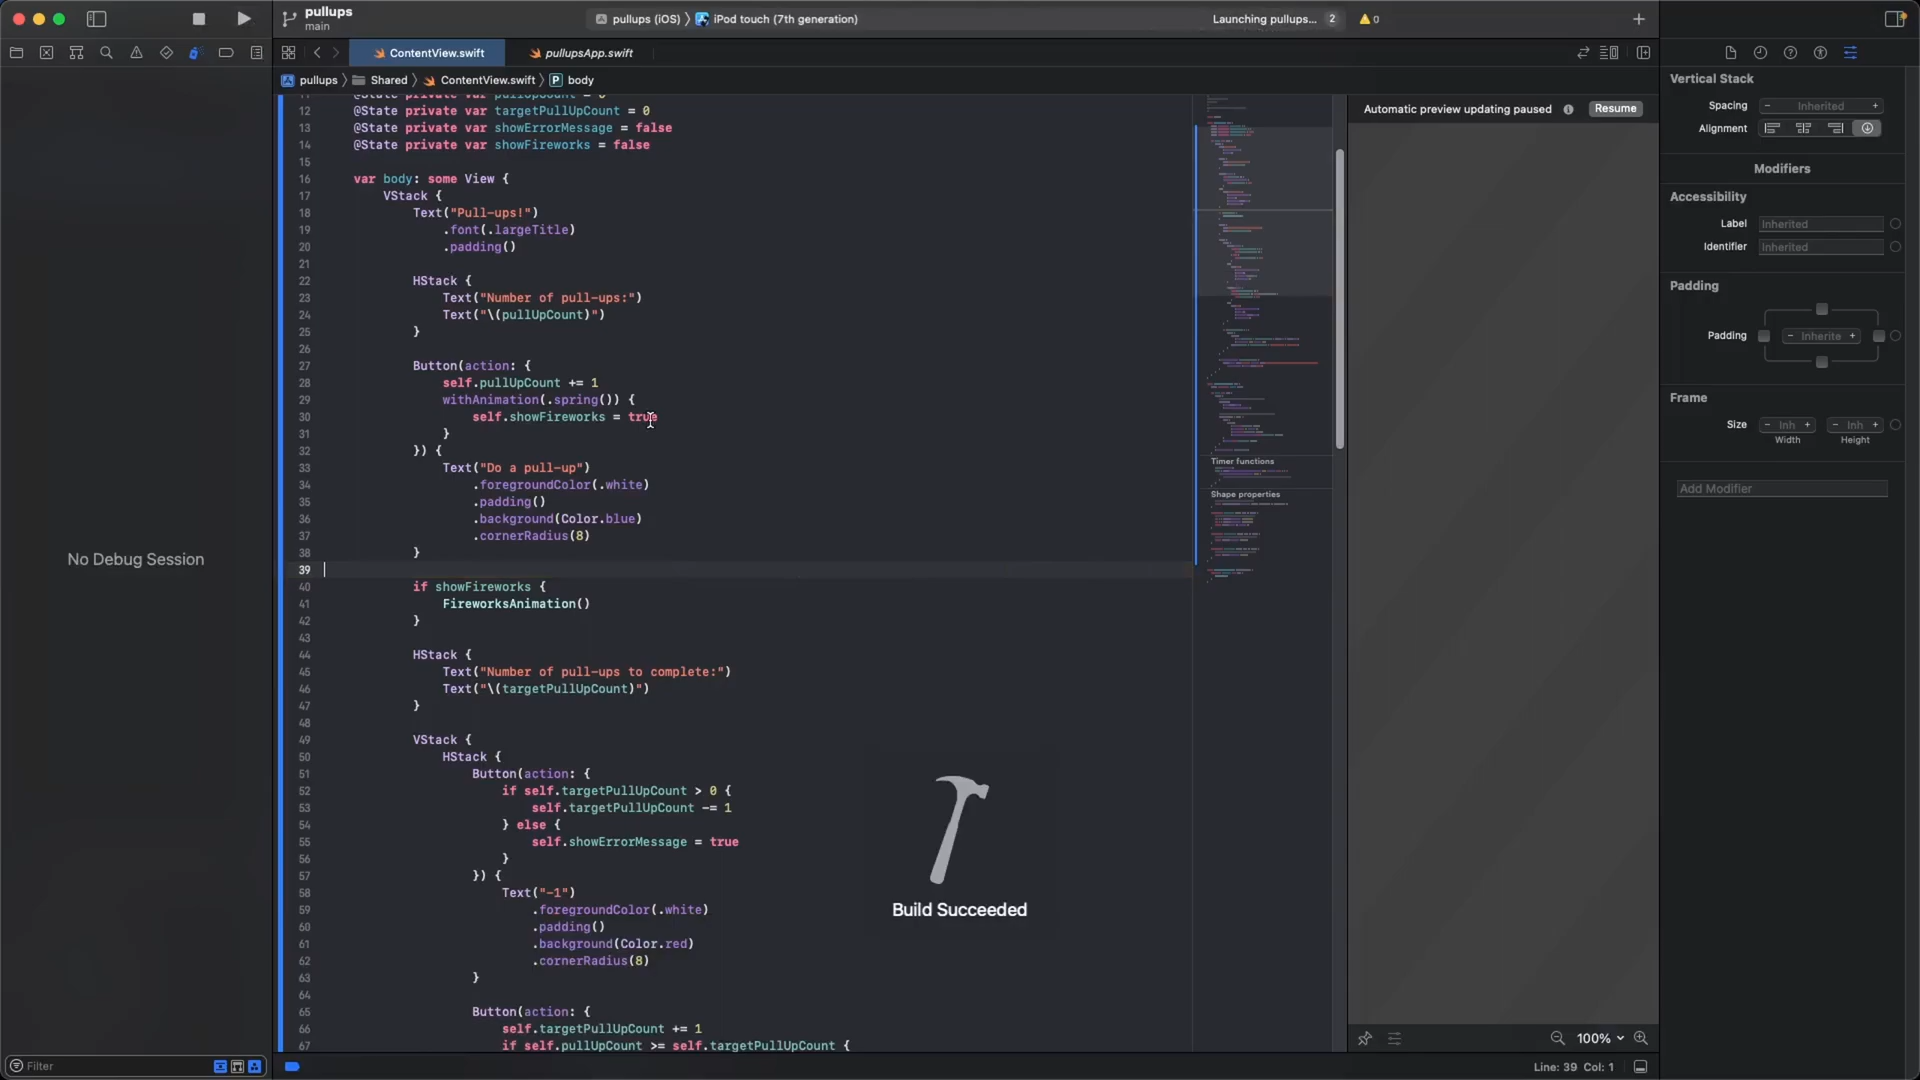 pullups
main
pullups (iOS) 〉 iPod touch (7th generation)
Launching pullups... 2
0
ContentView.swift
pullupsApp.swift
pullups 〉 Shared 〉 ContentView.swift 〉 P body
12 @State private var targetPullUpCount = 0
13 @State private var showErrorMessage = false
14 @State private var showFireworks = false
15
16 var body: some View {
17 VStack {
18 Text("Pull-ups!")
19 .font(.largeTitle)
20 .padding()
21
22 HStack {
23 Text("Number of pull-ups:")
24 Text("\(pullUpCount)")
25 }
26
27 Button(action: {
28 self.pullUpCount += 1
29 withAnimation(.spring()) {
30 self.showFireworks = true
31 }
32 }) {
33 Text("Do a pull-up")
34 .foregroundColor(.white)
35 .padding()
36 .background(Color.blue)
37 .cornerRadius(8)
38 }
39
40 if showFireworks {
41 FireworksAnimation()
42 }
43
44 HStack {
45 Text("Number of pull-ups to complete:")
46 Text("\(targetPullUpCount)")
47 }
48
49 VStack {
50 HStack {
51 Button(action: {
52 if self.targetPullUpCount > 0 {
53 self.targetPullUpCount -= 1
54 } else {
55 self.showErrorMessage = true
56 }
57 }) {
58 Text("-1")
59 .foregroundColor(.white)
60 .padding()
61 .background(Color.red)
62 .cornerRadius(8)
63 }
64
65 Button(action: {
66 self.targetPullUpCount += 1
67 if self.pullUpCount >= self.targetPullUpCount {
No Debug Session
Build Succeeded
Timer functions
Shape properties
Automatic preview updating paused
Resume
Vertical Stack
Spacing - Inherited +
Alignment
Modifiers
Accessibility
Label Inherited
Identifier Inherited
Padding
Padding - Inherite +
Frame
Size - Inh + - Inh +
Width Height
Add Modifier
Filter
100%
Line: 39 Col: 1